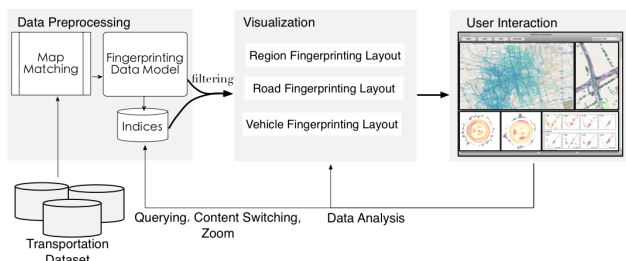 Data Preprocessing
Map
Matching
Fingerprinting
Data Model
Indices
filtering
Visualization
Region Fingerprinting Layout
Road Fingerprinting Layout
Vehicle Fingerprinting Layout
User Interaction
Querying, Content Switching,
Zoom
Data Analysis
Transportation
Dataset